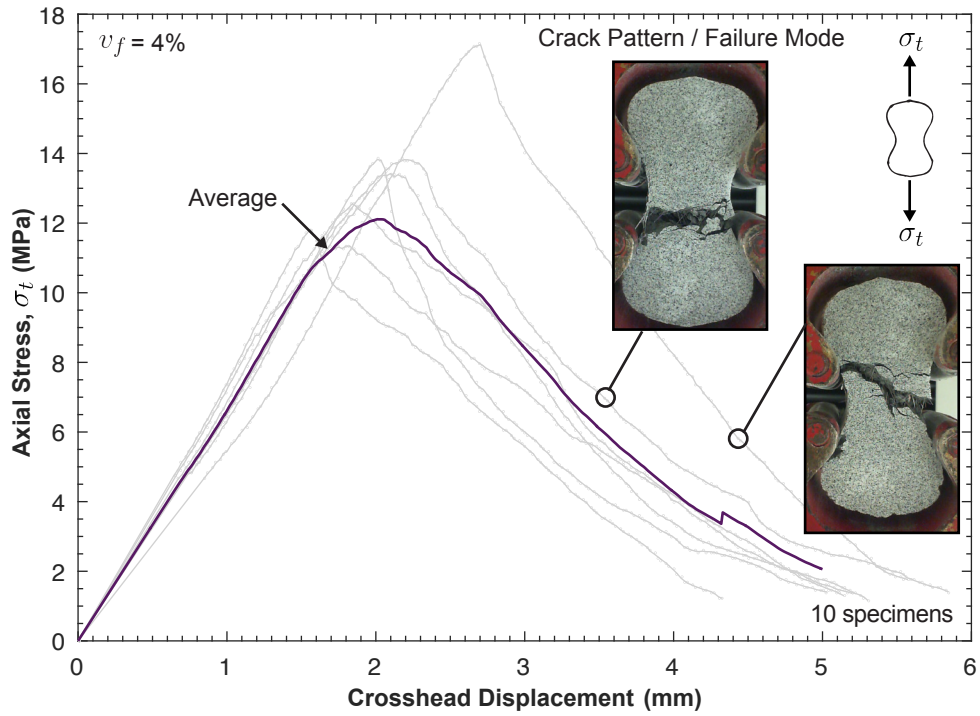 v_f = 4%
Crack Pattern / Failure Mode
σ_t
σ_t
Average
10 specimens
Axial Stress, σ_t (MPa)
18
16
14
12
10
8
6
4
2
0
0 1 2 3 4 5 6
Crosshead Displacement (mm)